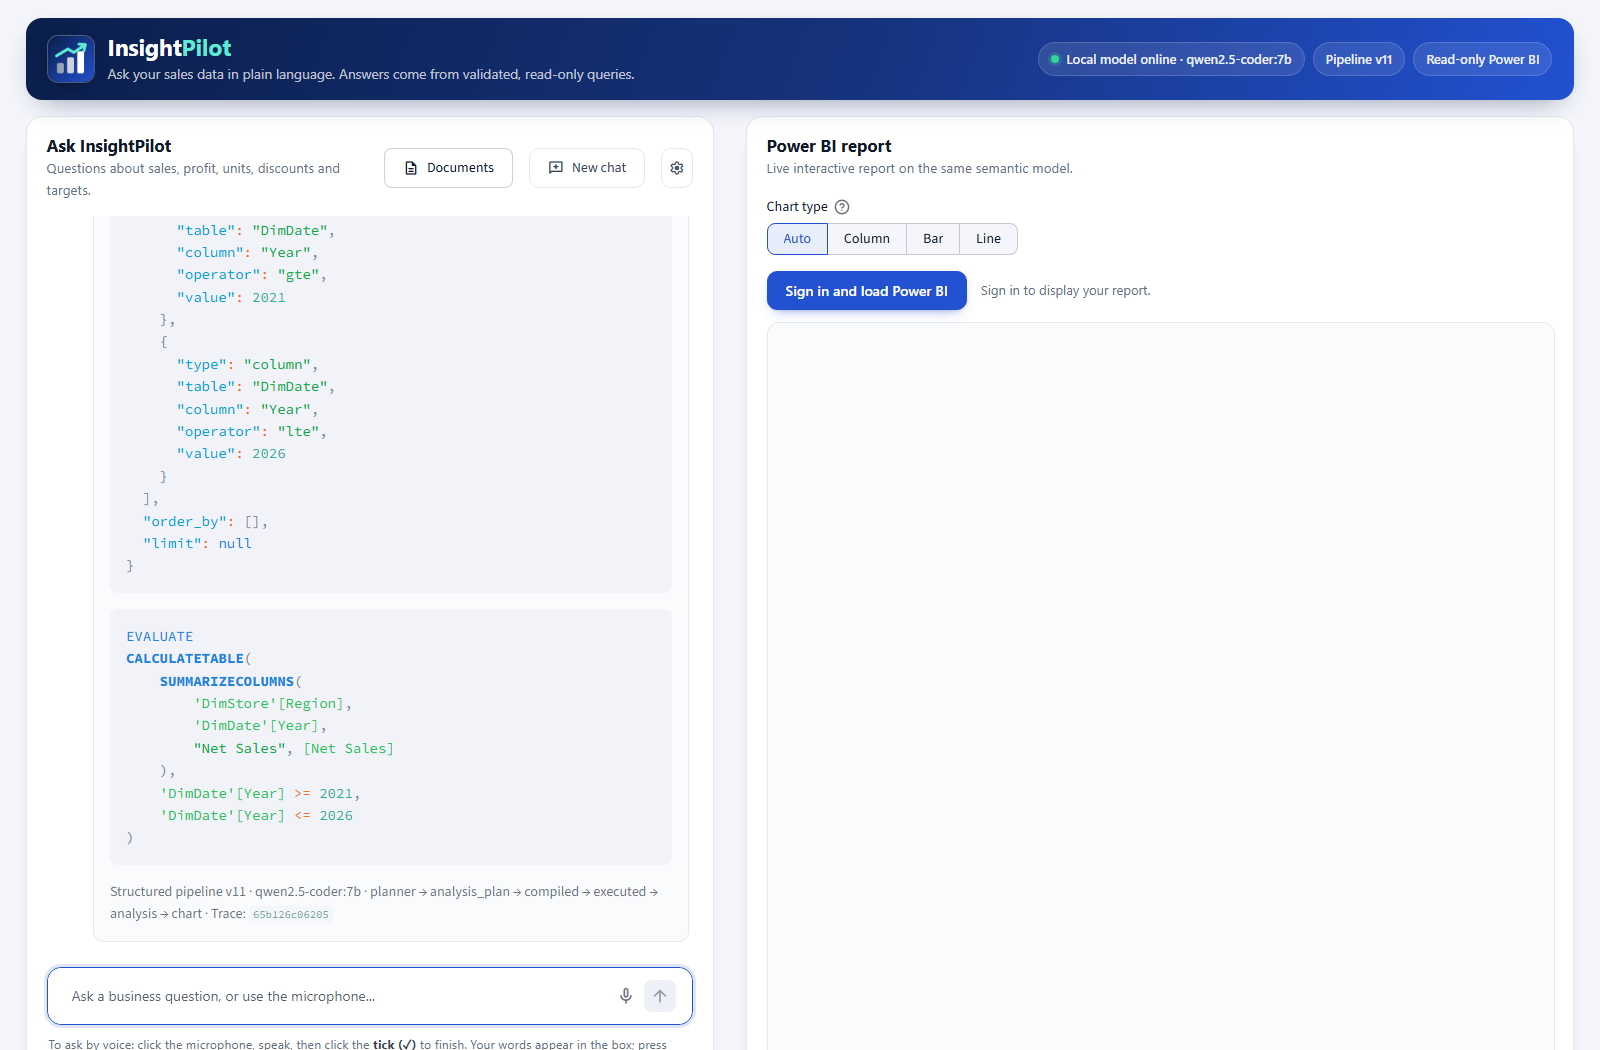 InsightPilot
Ask your sales data in plain language. Answers come from validated, read-only queries.
Local model online · qwen2.5-coder:7b
Pipeline v11
Read-only Power BI
Ask InsightPilot
Questions about sales, profit, units, discounts and
targets.
Documents
New chat
"table": "DimDate",
"column": "Year",
"operator": "gte",
"value": 2021
},
{
"type": "column",
"table": "DimDate",
"column": "Year",
"operator": "lte",
"value": 2026
}
],
"order_by": [],
"limit": null
}
EVALUATE
CALCULATETABLE(
SUMMARIZECOLUMNS(
'DimStore'[Region],
'DimDate'[Year],
"Net Sales", [Net Sales]
),
'DimDate'[Year] >= 2021,
'DimDate'[Year] <= 2026
)
Structured pipeline v11 · qwen2.5-coder:7b · planner → analysis_plan → compiled → executed →
analysis → chart · Trace: 65b126c06205
Ask a business question, or use the microphone...
To ask by voice: click the microphone, speak, then click the tick (✓) to finish. Your words appear in the box; press
Power BI report
Live interactive report on the same semantic model.
Chart type
Auto
Column
Bar
Line
Sign in and load Power BI
Sign in to display your report.